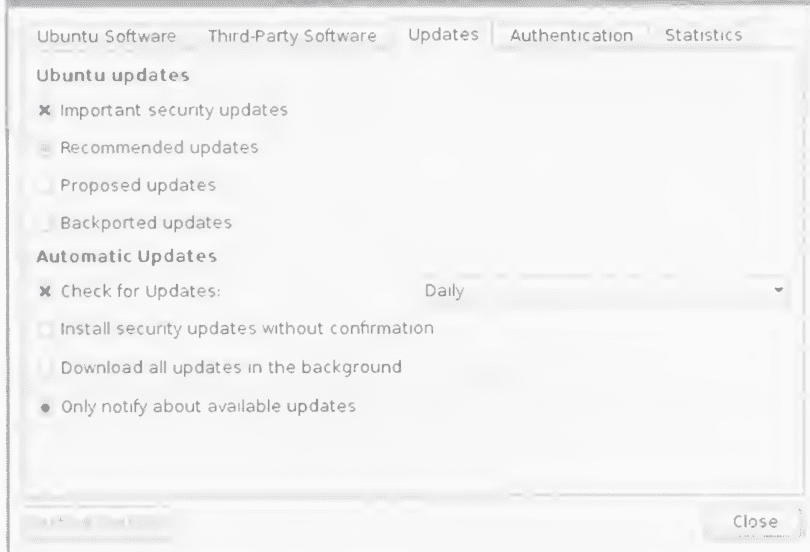 Ubuntu Software Third-Party Software Updates Authentication Statistics
Ubuntu updates
Important security updates
Recommended updates
Proposed updates
Backported updates
Automatic Updates
Check for Updates: Daily
Install security updates without confirmation
Download all updates in the background
Only notify about available updates
Close